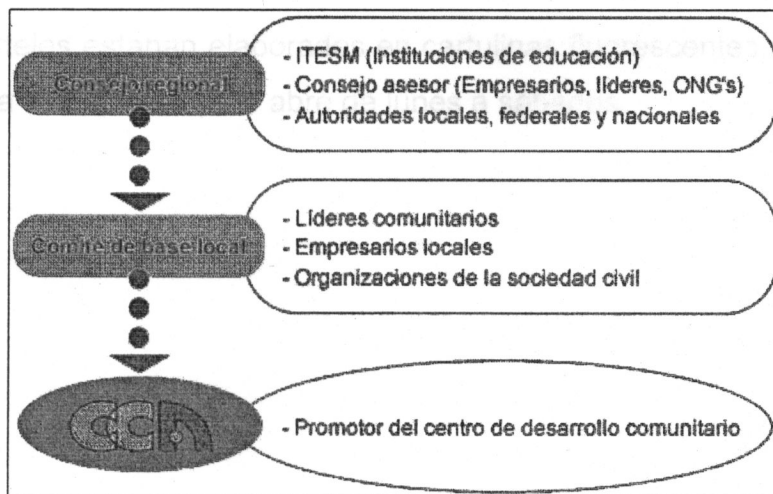 Consejo regional
- ITESM (Instituciones de educación)
- Consejo asesor (Empresarios, líderes, ONG's)
- Autoridades locales, federales y nacionales
Comité de base local
- Líderes comunitarios
- Empresarios locales
- Organizaciones de la sociedad civil
- Promotor del centro de desarrollo comunitario